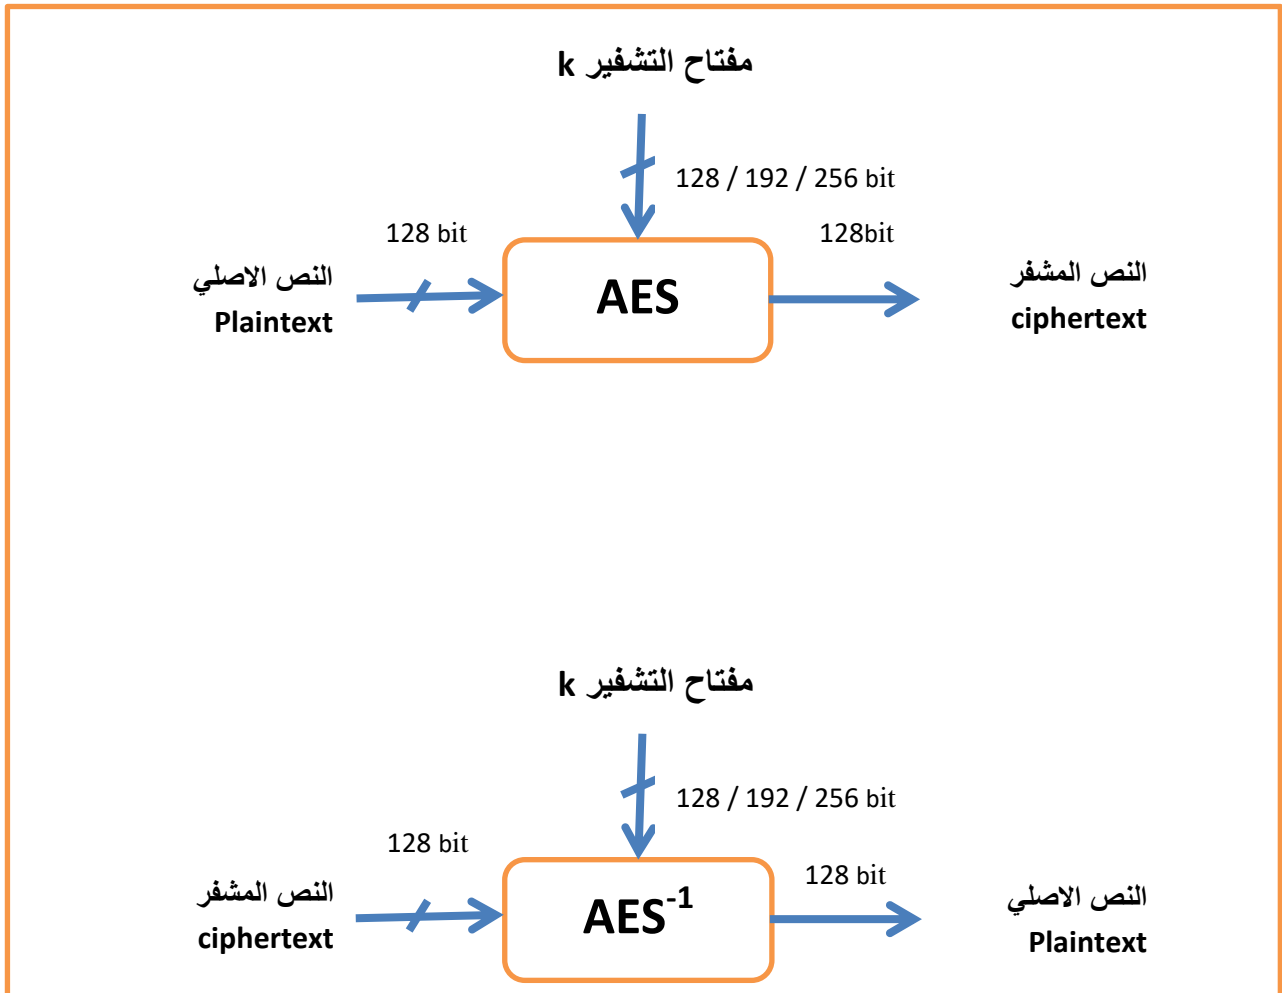 مفتاح التشفير k
128 / 192 / 256 bit
128 bit
128bit
النص الاصلي
Plaintext
AES
النص المشفر
ciphertext
مفتاح التشفير k
128 / 192 / 256 bit
128 bit
128 bit
النص المشفر
ciphertext
AES-1
النص الاصلي
Plaintext